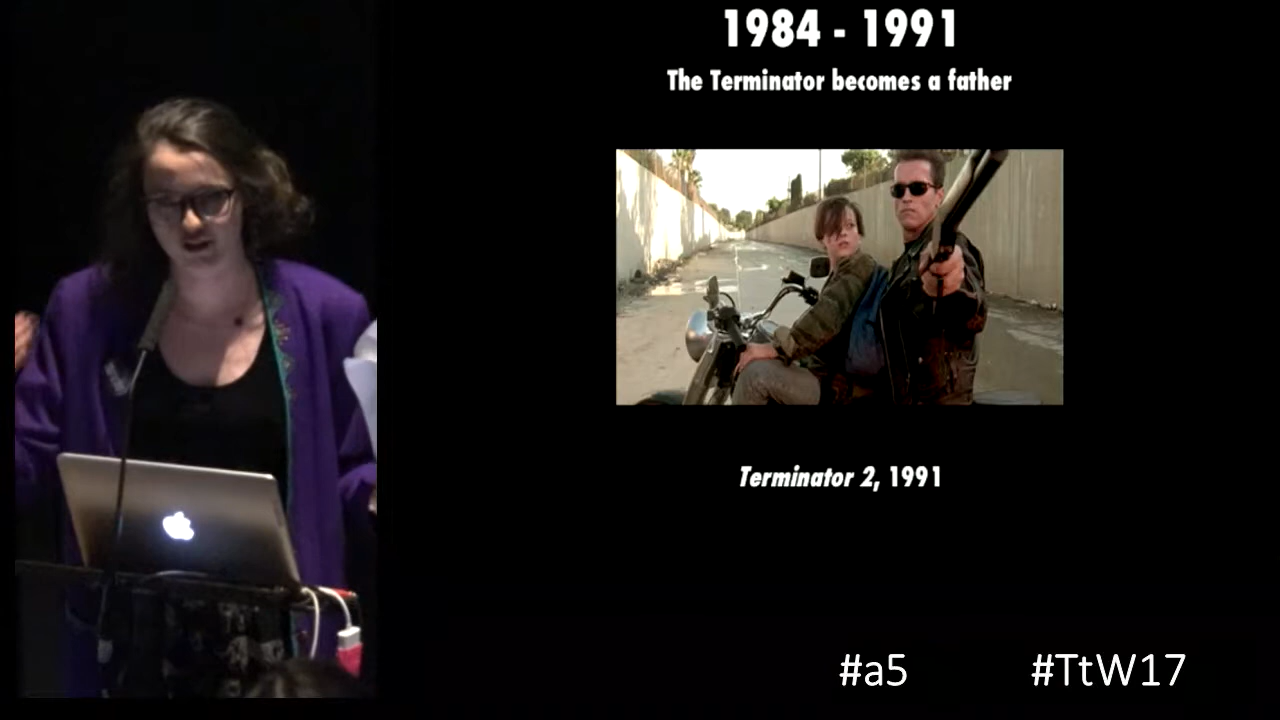 1984 - 1991
The Terminator becomes a father
Terminator 2, 1991
#a5 #TtW17